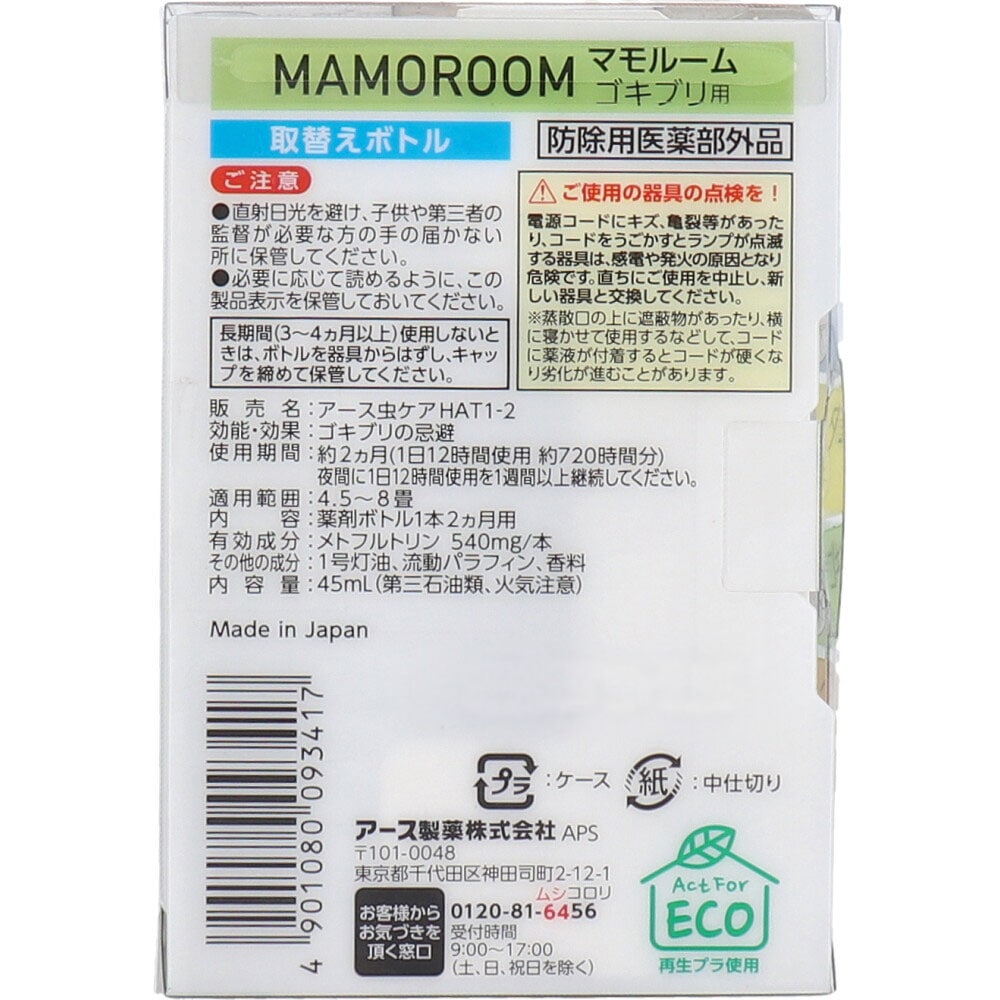 MAMOROOM マモルーム
ゴキブリ用
取替えボトル
防除用医薬部外品
ご注意
●直射日光を避け、子供や第三者の
監督が必要な方の手の届かない
所に保管してください。
●必要に応じて読めるように、この
製品表示を保管しておいてください。
長期間(3〜4ヵ月以上)使用しないと
きは、ボトルを器具からはずし、キャッ
プを締めて保管してください。
⚠ご使用の器具の点検を!
電源コードにキズ、亀裂等があった
り、コードをうごかすとランプが点滅
する器具は、感電や発火の原因となり
危険です。直ちにご使用を中止し、新
しい器具と交換してください。
※蒸散口の上に遮蔽物があったり、横
に寝かせて使用するなどして、コード
に薬液が付着するとコードが硬くな
り劣化が進むことがあります。
販売名:アース虫ケアHAT1-2
効能・効果:ゴキブリの忌避
使用期間:約2ヵ月(1日12時間使用 約720時間分)
夜間に1日12時間使用を1週間以上継続してください。
適用範囲:4.5〜8畳
内容:薬剤ボトル1本2ヵ月用
有効成分:メトフルトリン 540mg/本
その他の成分:1号灯油、流動パラフィン、香料
内容量:45mL(第三石油類、火気注意)
Made in Japan
4 901080 093417
プラ:ケース
紙:中仕切り
アース製薬株式会社 APS
〒101-0048
東京都千代田区神田司町2-12-1
お客様から
お気づきを
頂く窓口
ムシコロリ
0120-81-6456
受付時間
9:00〜17:00
(土、日、祝日を除く)
Act For
ECO
再生プラ使用